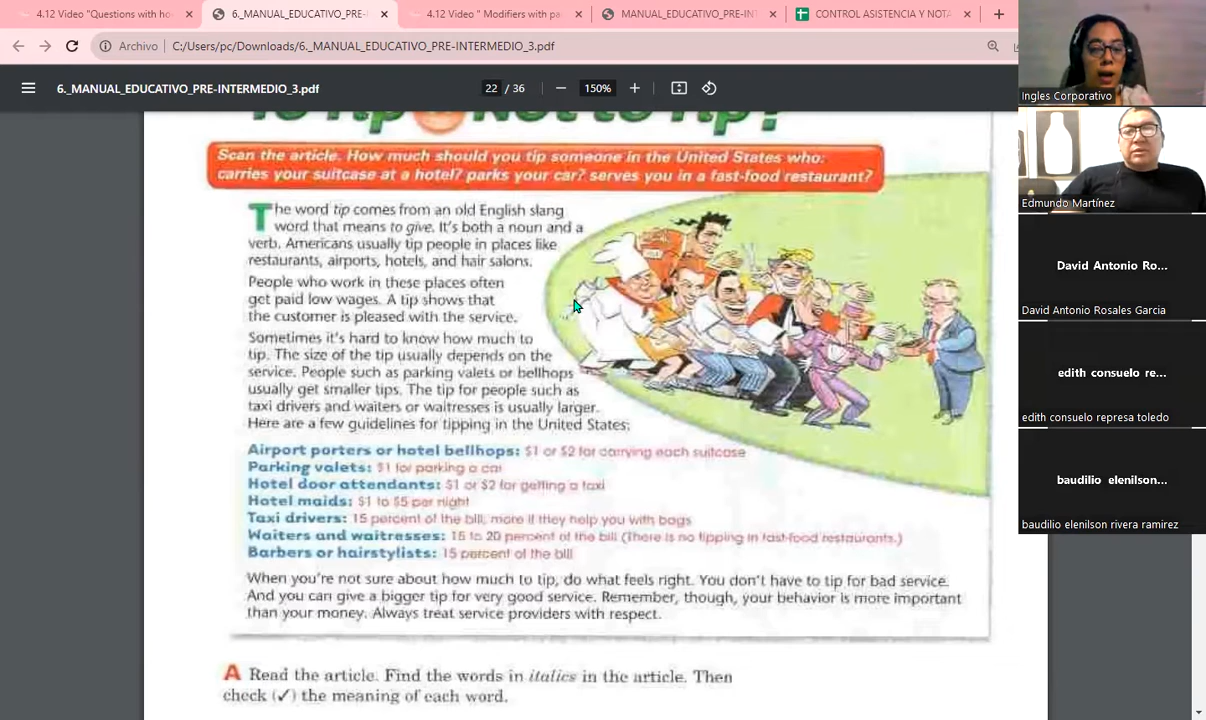 4.12 Video "Questions with ho
6._MANUAL_EDUCATIVO_PRE-
4.12 Video " Modifiers with pa
MANUAL_EDUCATIVO_PRE-INT
CONTROL ASISTENCIA Y NOTA
Archivo
C:/Users/pc/Downloads/6._MANUAL_EDUCATIVO_PRE-INTERMEDIO_3.pdf
6._MANUAL_EDUCATIVO_PRE-INTERMEDIO_3.pdf
22 / 36
150%
To Tip Not to Tip?
Scan the article. How much should you tip someone in the United States who:
carries your suitcase at a hotel? parks your car? serves you in a fast-food restaurant?
The word tip comes from an old English slang
word that means to give. It's both a noun and a
verb. Americans usually tip people in places like
restaurants, airports, hotels, and hair salons.
People who work in these places often
get paid low wages. A tip shows that
the customer is pleased with the service.
Sometimes it's hard to know how much to
tip. The size of the tip usually depends on the
service. People such as parking valets or bellhops
usually get smaller tips. The tip for people such as
taxi drivers and waiters or waitresses is usually larger.
Here are a few guidelines for tipping in the United States:
Airport porters or hotel bellhops: $1 or $2 for carrying each suitcase
Parking valets: $1 for parking a car
Hotel door attendants: $1 or $2 for getting a taxi
Hotel maids: $1 to $5 per night
Taxi drivers: 15 percent of the bill, more if they help you with bags
Waiters and waitresses: 15 to 20 percent of the bill (There is no tipping in fast-food restaurants.)
Barbers or hairstylists: 15 percent of the bill
When you're not sure about how much to tip, do what feels right. You don't have to tip for bad service.
And you can give a bigger tip for very good service. Remember, though, your behavior is more important
than your money. Always treat service providers with respect.
A Read the article. Find the words in italics in the article. Then
check (✓) the meaning of each word.
Ingles Corporativo
Edmundo Martínez
David Antonio Ro...
David Antonio Rosales Garcia
edith consuelo re...
edith consuelo represa toledo
baudilio elenilson...
baudilio elenilson rivera ramirez